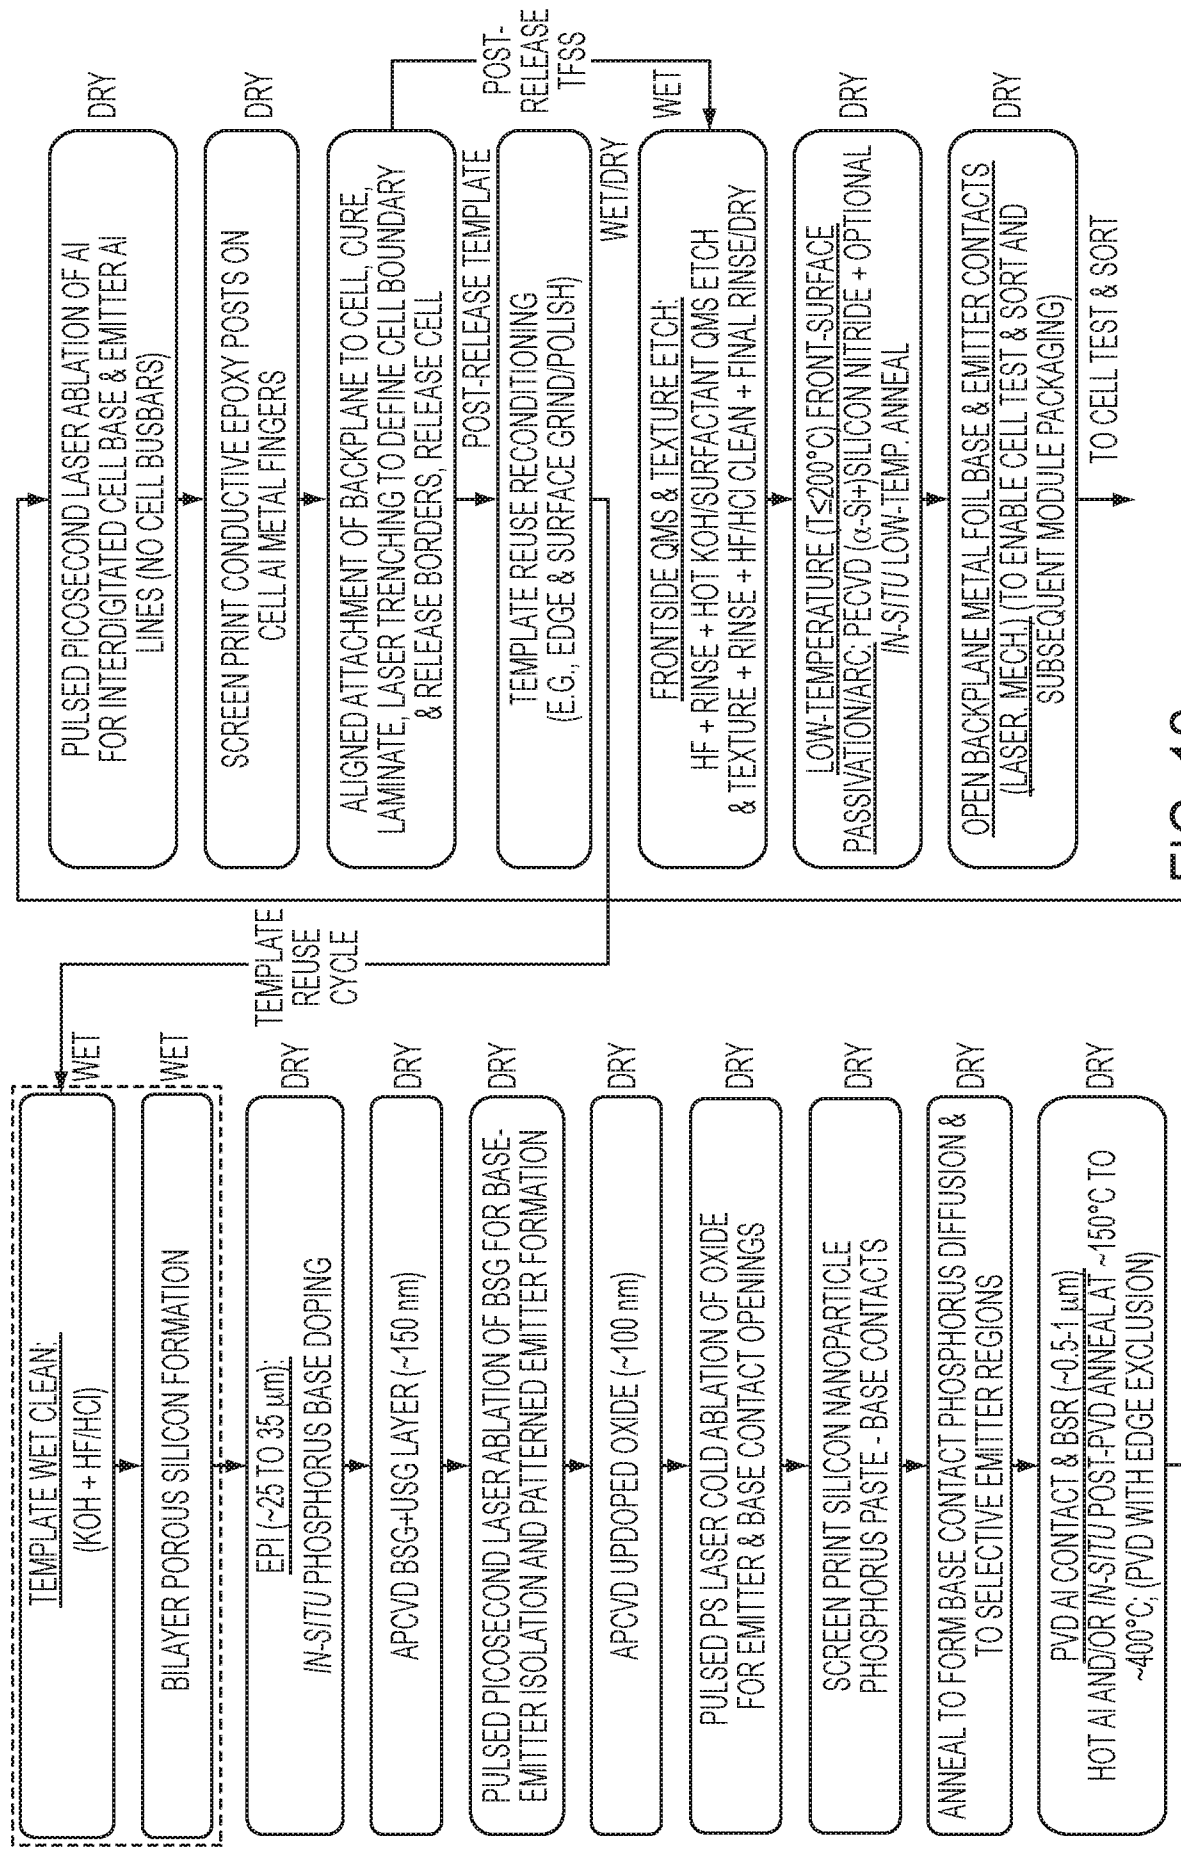 TEMPLATE WET CLEAN:
(KOH + HF/HCl)
WET
BILAYER POROUS SILICON FORMATION
WET
EPI (~25 TO 35 µm):
IN-SITU PHOSPHORUS BASE DOPING
DRY
APCVD BSG+USG LAYER (~150 nm)
DRY
PULSED PICOSECOND LASER ABLATION OF BSG FOR BASE-
EMITTER ISOLATION AND PATTERNED EMITTER FORMATION
DRY
APCVD UPDOPED OXIDE (~100 nm)
DRY
PULSED PS LASER COLD ABLATION OF OXIDE
FOR EMITTER & BASE CONTACT OPENINGS
DRY
SCREEN PRINT SILICON NANOPARTICLE
PHOSPHORUS PASTE - BASE CONTACTS
DRY
ANNEAL TO FORM BASE CONTACT PHOSPHORUS DIFFUSION &
TO SELECTIVE EMITTER REGIONS
DRY
PVD Al CONTACT & BSR (~0.5-1 µm)
HOT Al AND/OR IN-SITU POST-PVD ANNEAL AT ~150°C TO
~400°C; (PVD WITH EDGE EXCLUSION)
DRY
TEMPLATE
REUSE
CYCLE
PULSED PICOSECOND LASER ABLATION OF Al
FOR INTERDIGITATED CELL BASE & EMITTER Al
LINES (NO CELL BUSBARS)
DRY
SCREEN PRINT CONDUCTIVE EPOXY POSTS ON
CELL Al METAL FINGERS
DRY
ALIGNED ATTACHMENT OF BACKPLANE TO CELL, CURE,
LAMINATE, LASER TRENCHING TO DEFINE CELL BOUNDARY
& RELEASE BORDERS, RELEASE CELL
POST-
RELEASE
TFSS
POST-RELEASE TEMPLATE
TEMPLATE REUSE RECONDITIONING
(E.G., EDGE & SURFACE GRIND/POLISH)
WET/DRY
FRONTSIDE QMS & TEXTURE ETCH:
HF + RINSE + HOT KOH/SURFACTANT QMS ETCH
& TEXTURE + RINSE + HF/HCl CLEAN + FINAL RINSE/DRY
WET
LOW-TEMPERATURE (T≤200°C) FRONT-SURFACE
PASSIVATION/ARC: PECVD (α-Si+)SILICON NITRIDE + OPTIONAL
IN-SITU LOW-TEMP. ANNEAL
DRY
OPEN BACKPLANE METAL FOIL BASE & EMITTER CONTACTS
(LASER, MECH.) (TO ENABLE CELL TEST & SORT AND
SUBSEQUENT MODULE PACKAGING)
DRY
TO CELL TEST & SORT